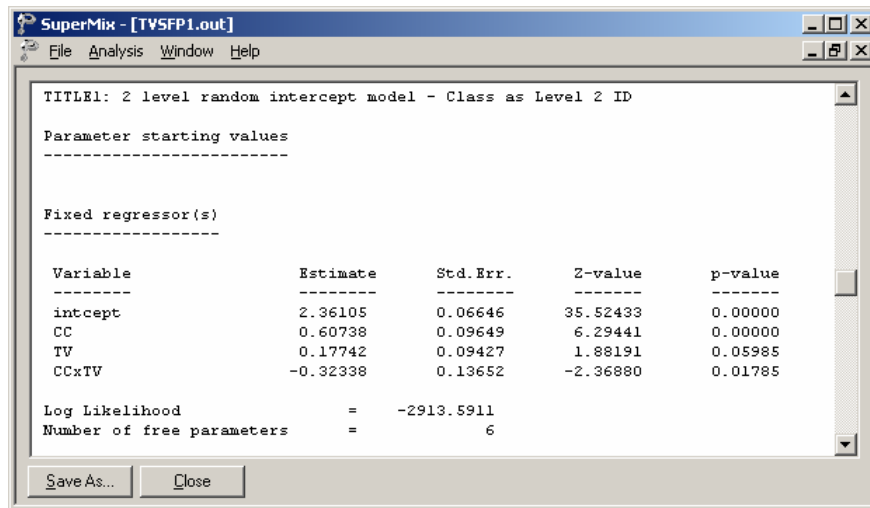 SuperMix - [TVSFP1.out]
File Analysis Window Help
TITLE1: 2 level random intercept model - Class as Level 2 ID
Parameter starting values
--------------------------
Fixed regressor(s)
------------------
Variable Estimate Std.Err. Z-value p-value
-------- -------- -------- ------- -------
intcept 2.36105 0.06646 35.52433 0.00000
CC 0.60738 0.09649 6.29441 0.00000
TV 0.17742 0.09427 1.88191 0.05985
CCxTV -0.32338 0.13652 -2.36880 0.01785
Log Likelihood = -2913.5911
Number of free parameters = 6
Save As... Close